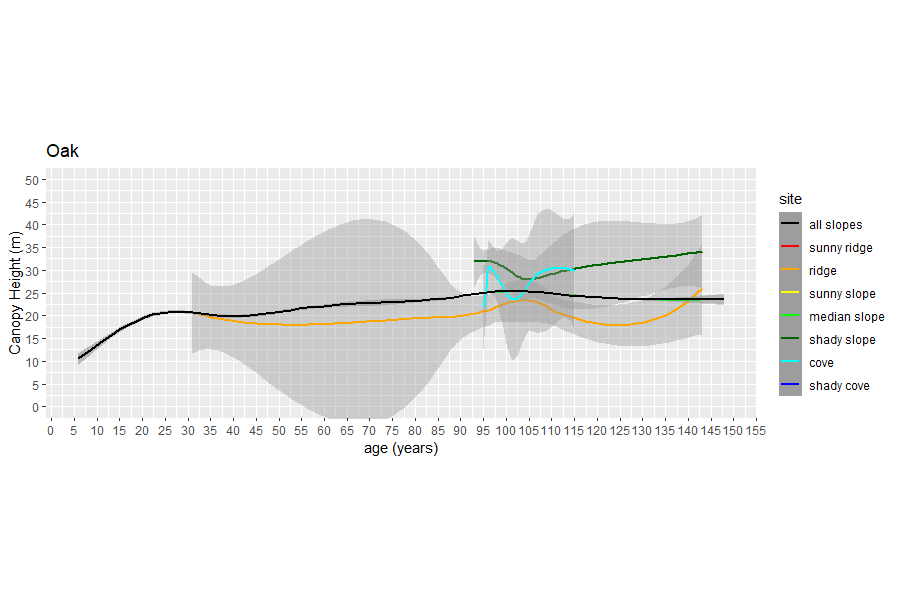 Oak
Canopy Height (m)
50
45
40
35
30
25
20
15
10
5
0
0 5 10 15 20 25 30 35 40 45 50 55 60 65 70 75 80 85 90 95 100 105 110 115 120 125 130 135 140 145 150 155
age (years)
site
all slopes
sunny ridge
ridge
sunny slope
median slope
shady slope
cove
shady cove